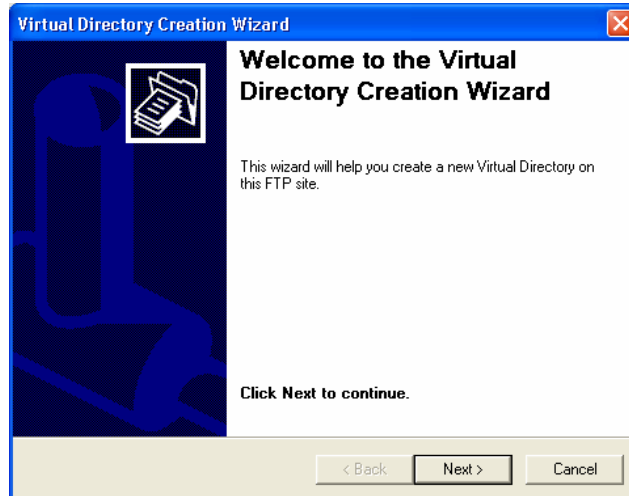 Virtual Directory Creation Wizard
Welcome to the Virtual
Directory Creation Wizard
This wizard will help you create a new Virtual Directory on
this FTP site.
Click Next to continue.
< Back
Next >
Cancel